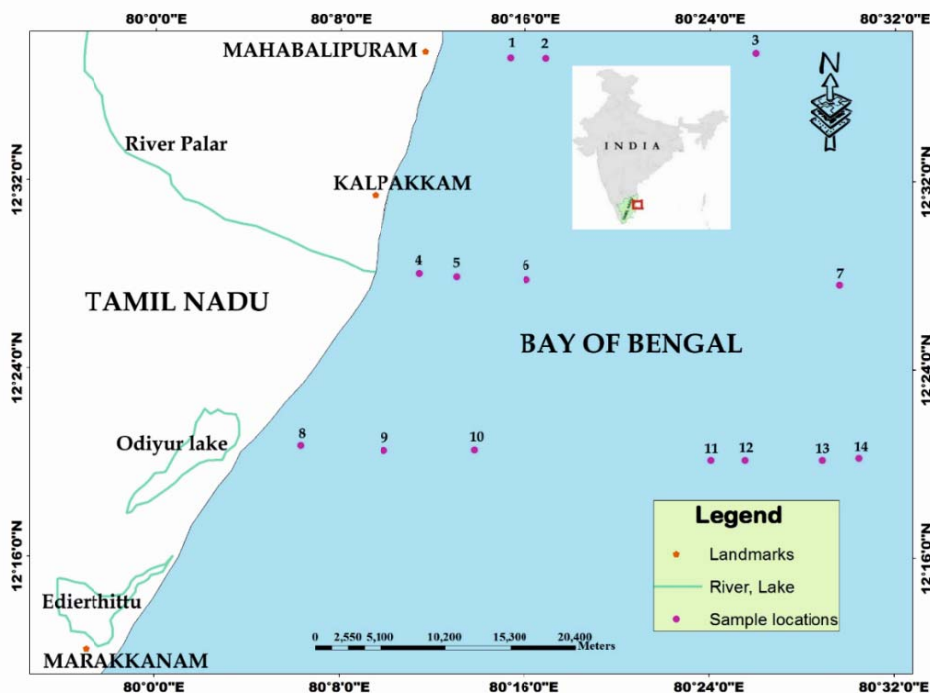 80°0'0"E 80°8'0"E 80°16'0"E 80°24'0"E 80°32'0"E
MAHABALIPURAM
1 2 3
N
River Palar
INDIA
12°32'0"N 12°32'0"N
KALPAKKAM
4 5 6 7
TAMIL NADU
BAY OF BENGAL
12°24'0"N 12°24'0"N
Odiyur lake
8 9 10 11 12 13 14
Legend
Landmarks
River, Lake
Sample locations
12°16'0"N 12°16'0"N
Edierthittu
0 2,550 5,100 10,200 15,300 20,400
Meters
MARAKKANAM
80°0'0"E 80°8'0"E 80°16'0"E 80°24'0"E 80°32'0"E